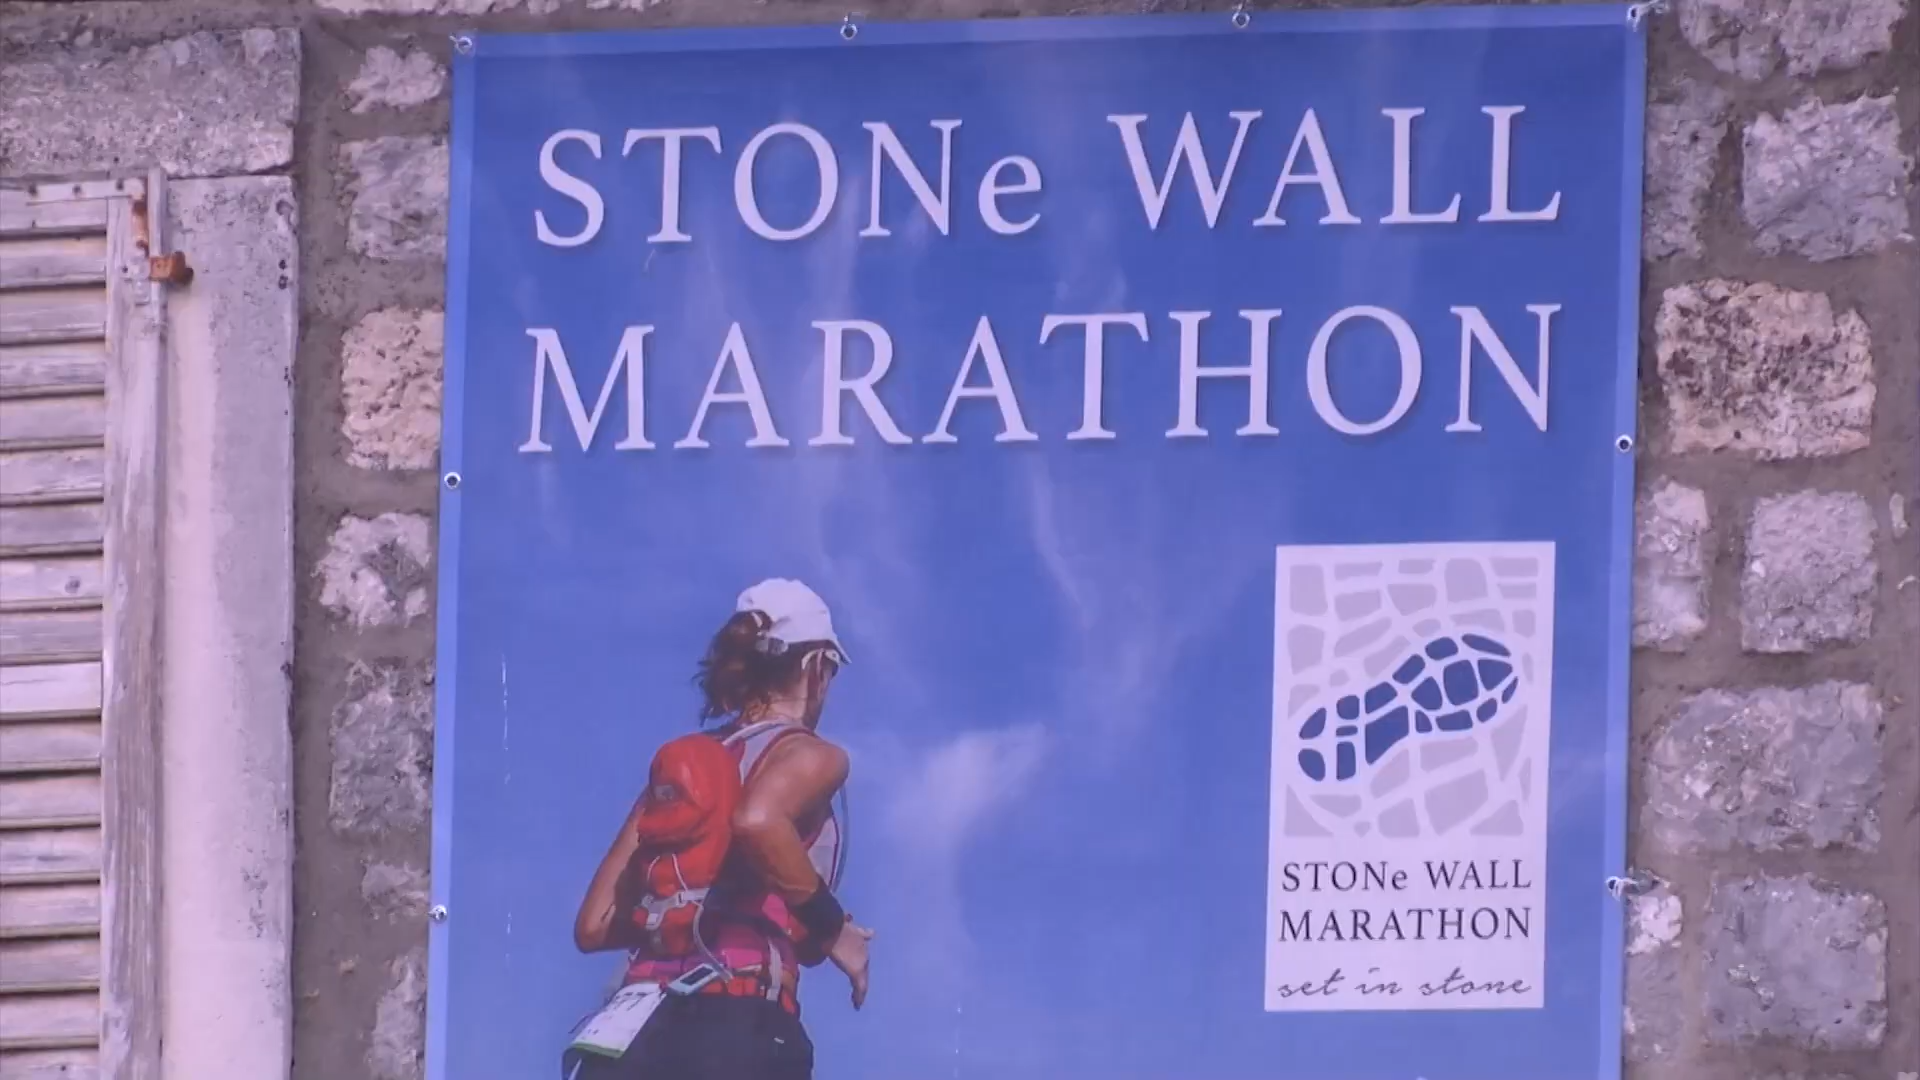 STONe WALL
MARATHON
STONe WALL
MARATHON
set in stone